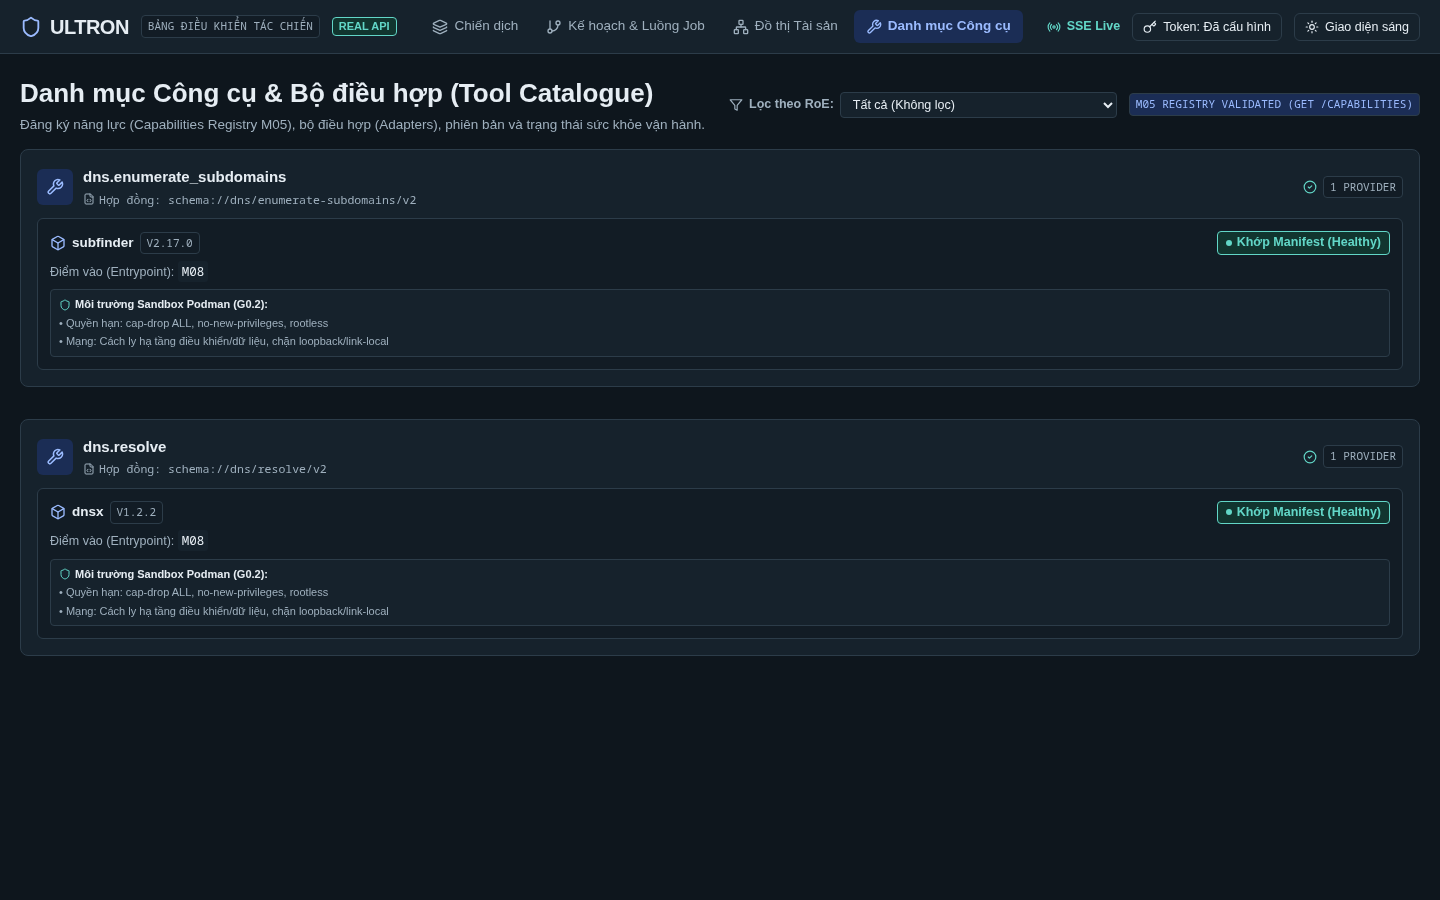 ULTRON BẢNG ĐIỀU KHIỂN TÁC CHIẾN REAL API Chiến dịch Kế hoạch & Luồng Job Đồ thị Tài sản Danh mục Công cụ SSE Live Token: Đã cấu hình Giao diện sáng
Danh mục Công cụ & Bộ điều hợp (Tool Catalogue)
Lọc theo RoE: Tất cả (Không lọc) M05 REGISTRY VALIDATED (GET /CAPABILITIES)
Đăng ký năng lực (Capabilities Registry M05), bộ điều hợp (Adapters), phiên bản và trạng thái sức khỏe vận hành.
dns.enumerate_subdomains
Hợp đồng: schema://dns/enumerate-subdomains/v2
1 PROVIDER
subfinder V2.17.0 Khớp Manifest (Healthy)
Điểm vào (Entrypoint): M08
Môi trường Sandbox Podman (G0.2):
• Quyền hạn: cap-drop ALL, no-new-privileges, rootless
• Mạng: Cách ly hạ tầng điều khiển/dữ liệu, chặn loopback/link-local
dns.resolve
Hợp đồng: schema://dns/resolve/v2
1 PROVIDER
dnsx V1.2.2 Khớp Manifest (Healthy)
Điểm vào (Entrypoint): M08
Môi trường Sandbox Podman (G0.2):
• Quyền hạn: cap-drop ALL, no-new-privileges, rootless
• Mạng: Cách ly hạ tầng điều khiển/dữ liệu, chặn loopback/link-local